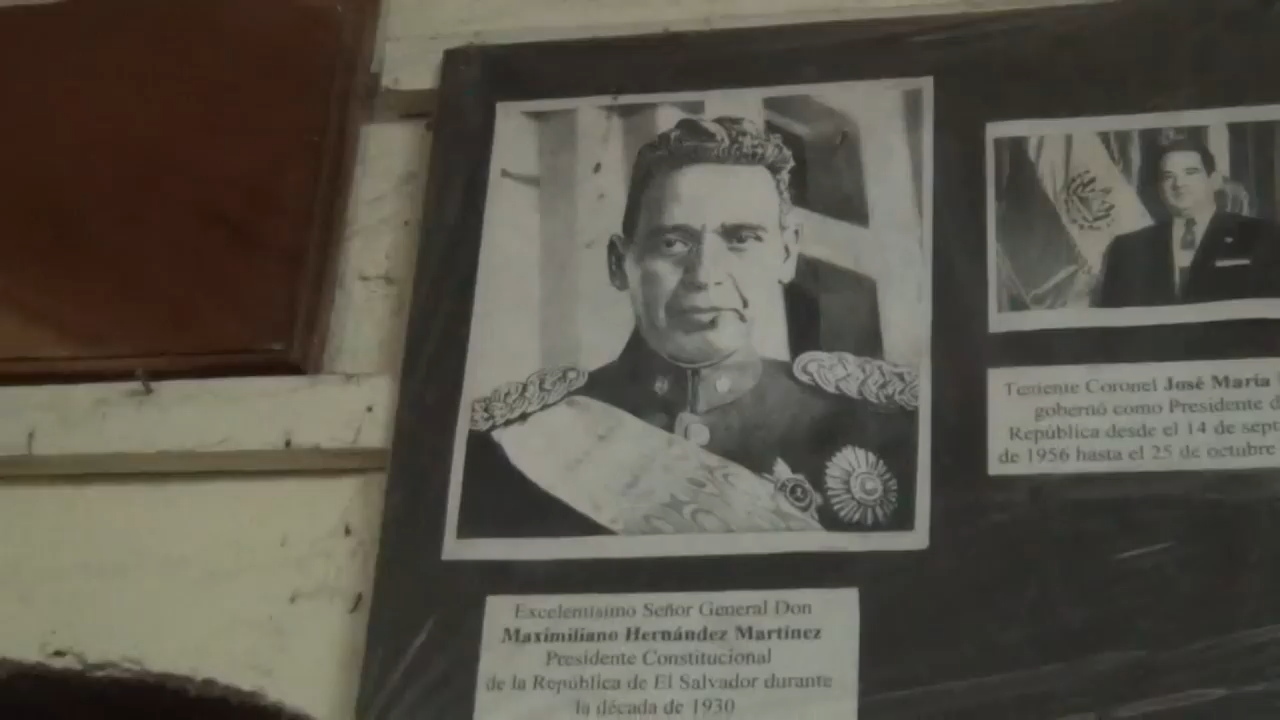 Excelentísimo Señor General Don
Maximiliano Hernández Martínez
Presidente Constitucional
de la República de El Salvador durante
la década de 1930
Teniente Coronel José María
gobernó como Presidente
República desde el 14 de
de 1956 hasta el 25 de octubre